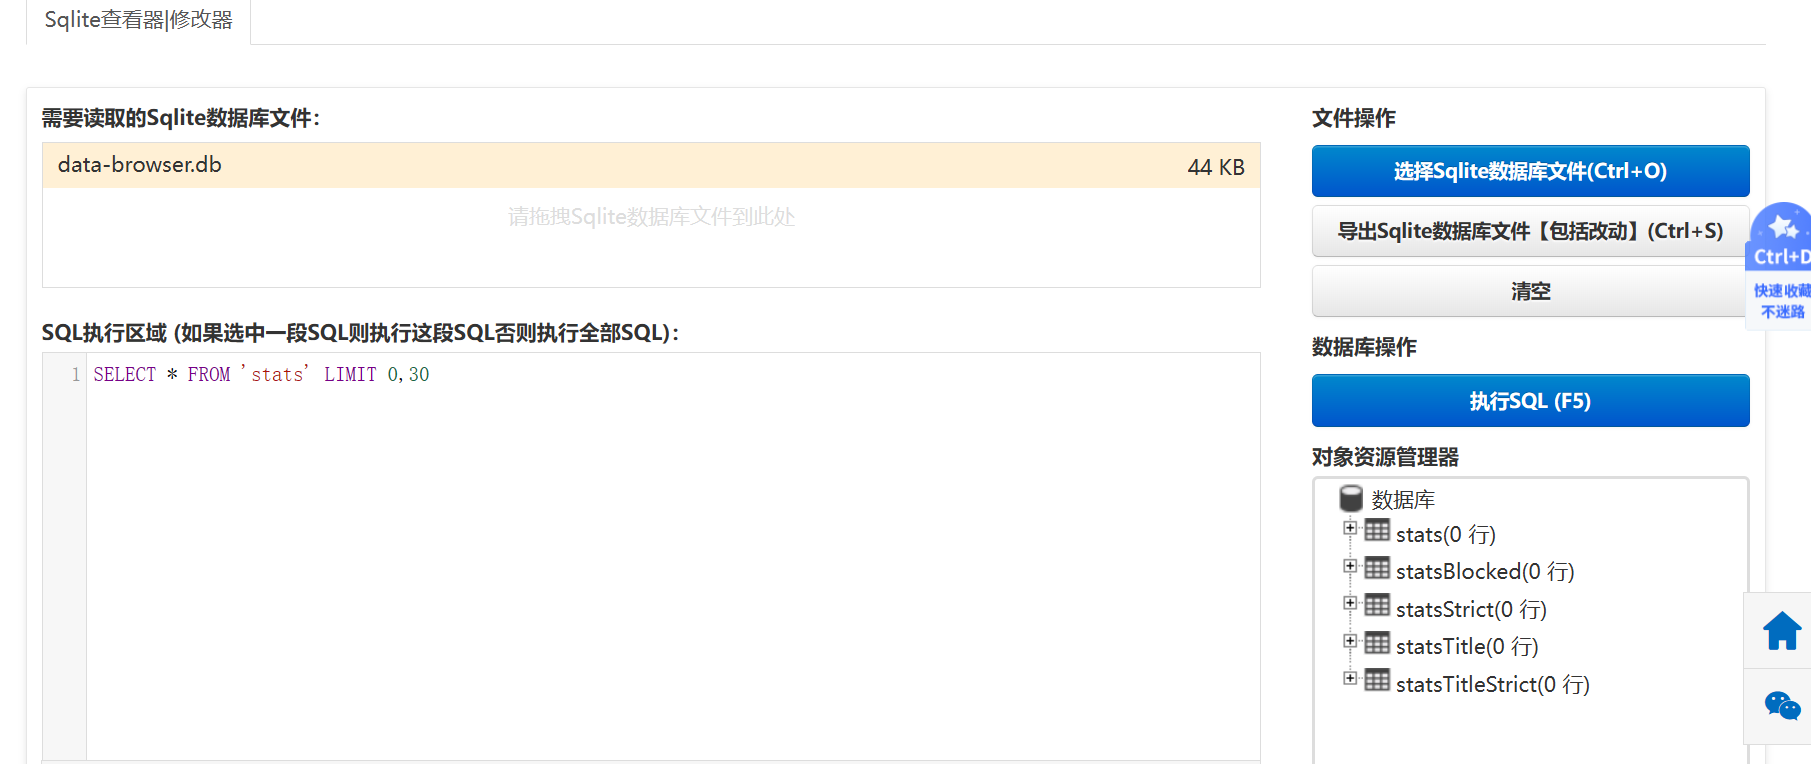 Sqlite查看器|修改器
需要读取的Sqlite数据库文件：
data-browser.db
44 KB
请拖拽Sqlite数据库文件到此处
SQL执行区域 (如果选中一段SQL则执行这段SQL否则执行全部SQL)：
1
SELECT * FROM 'stats' LIMIT 0,30
文件操作
选择Sqlite数据库文件(Ctrl+O)
导出Sqlite数据库文件【包括改动】(Ctrl+S)
清空
数据库操作
执行SQL (F5)
对象资源管理器
数据库
stats(0 行)
statsBlocked(0 行)
statsStrict(0 行)
statsTitle(0 行)
statsTitleStrict(0 行)
Ctrl+D
快速收藏
不迷路